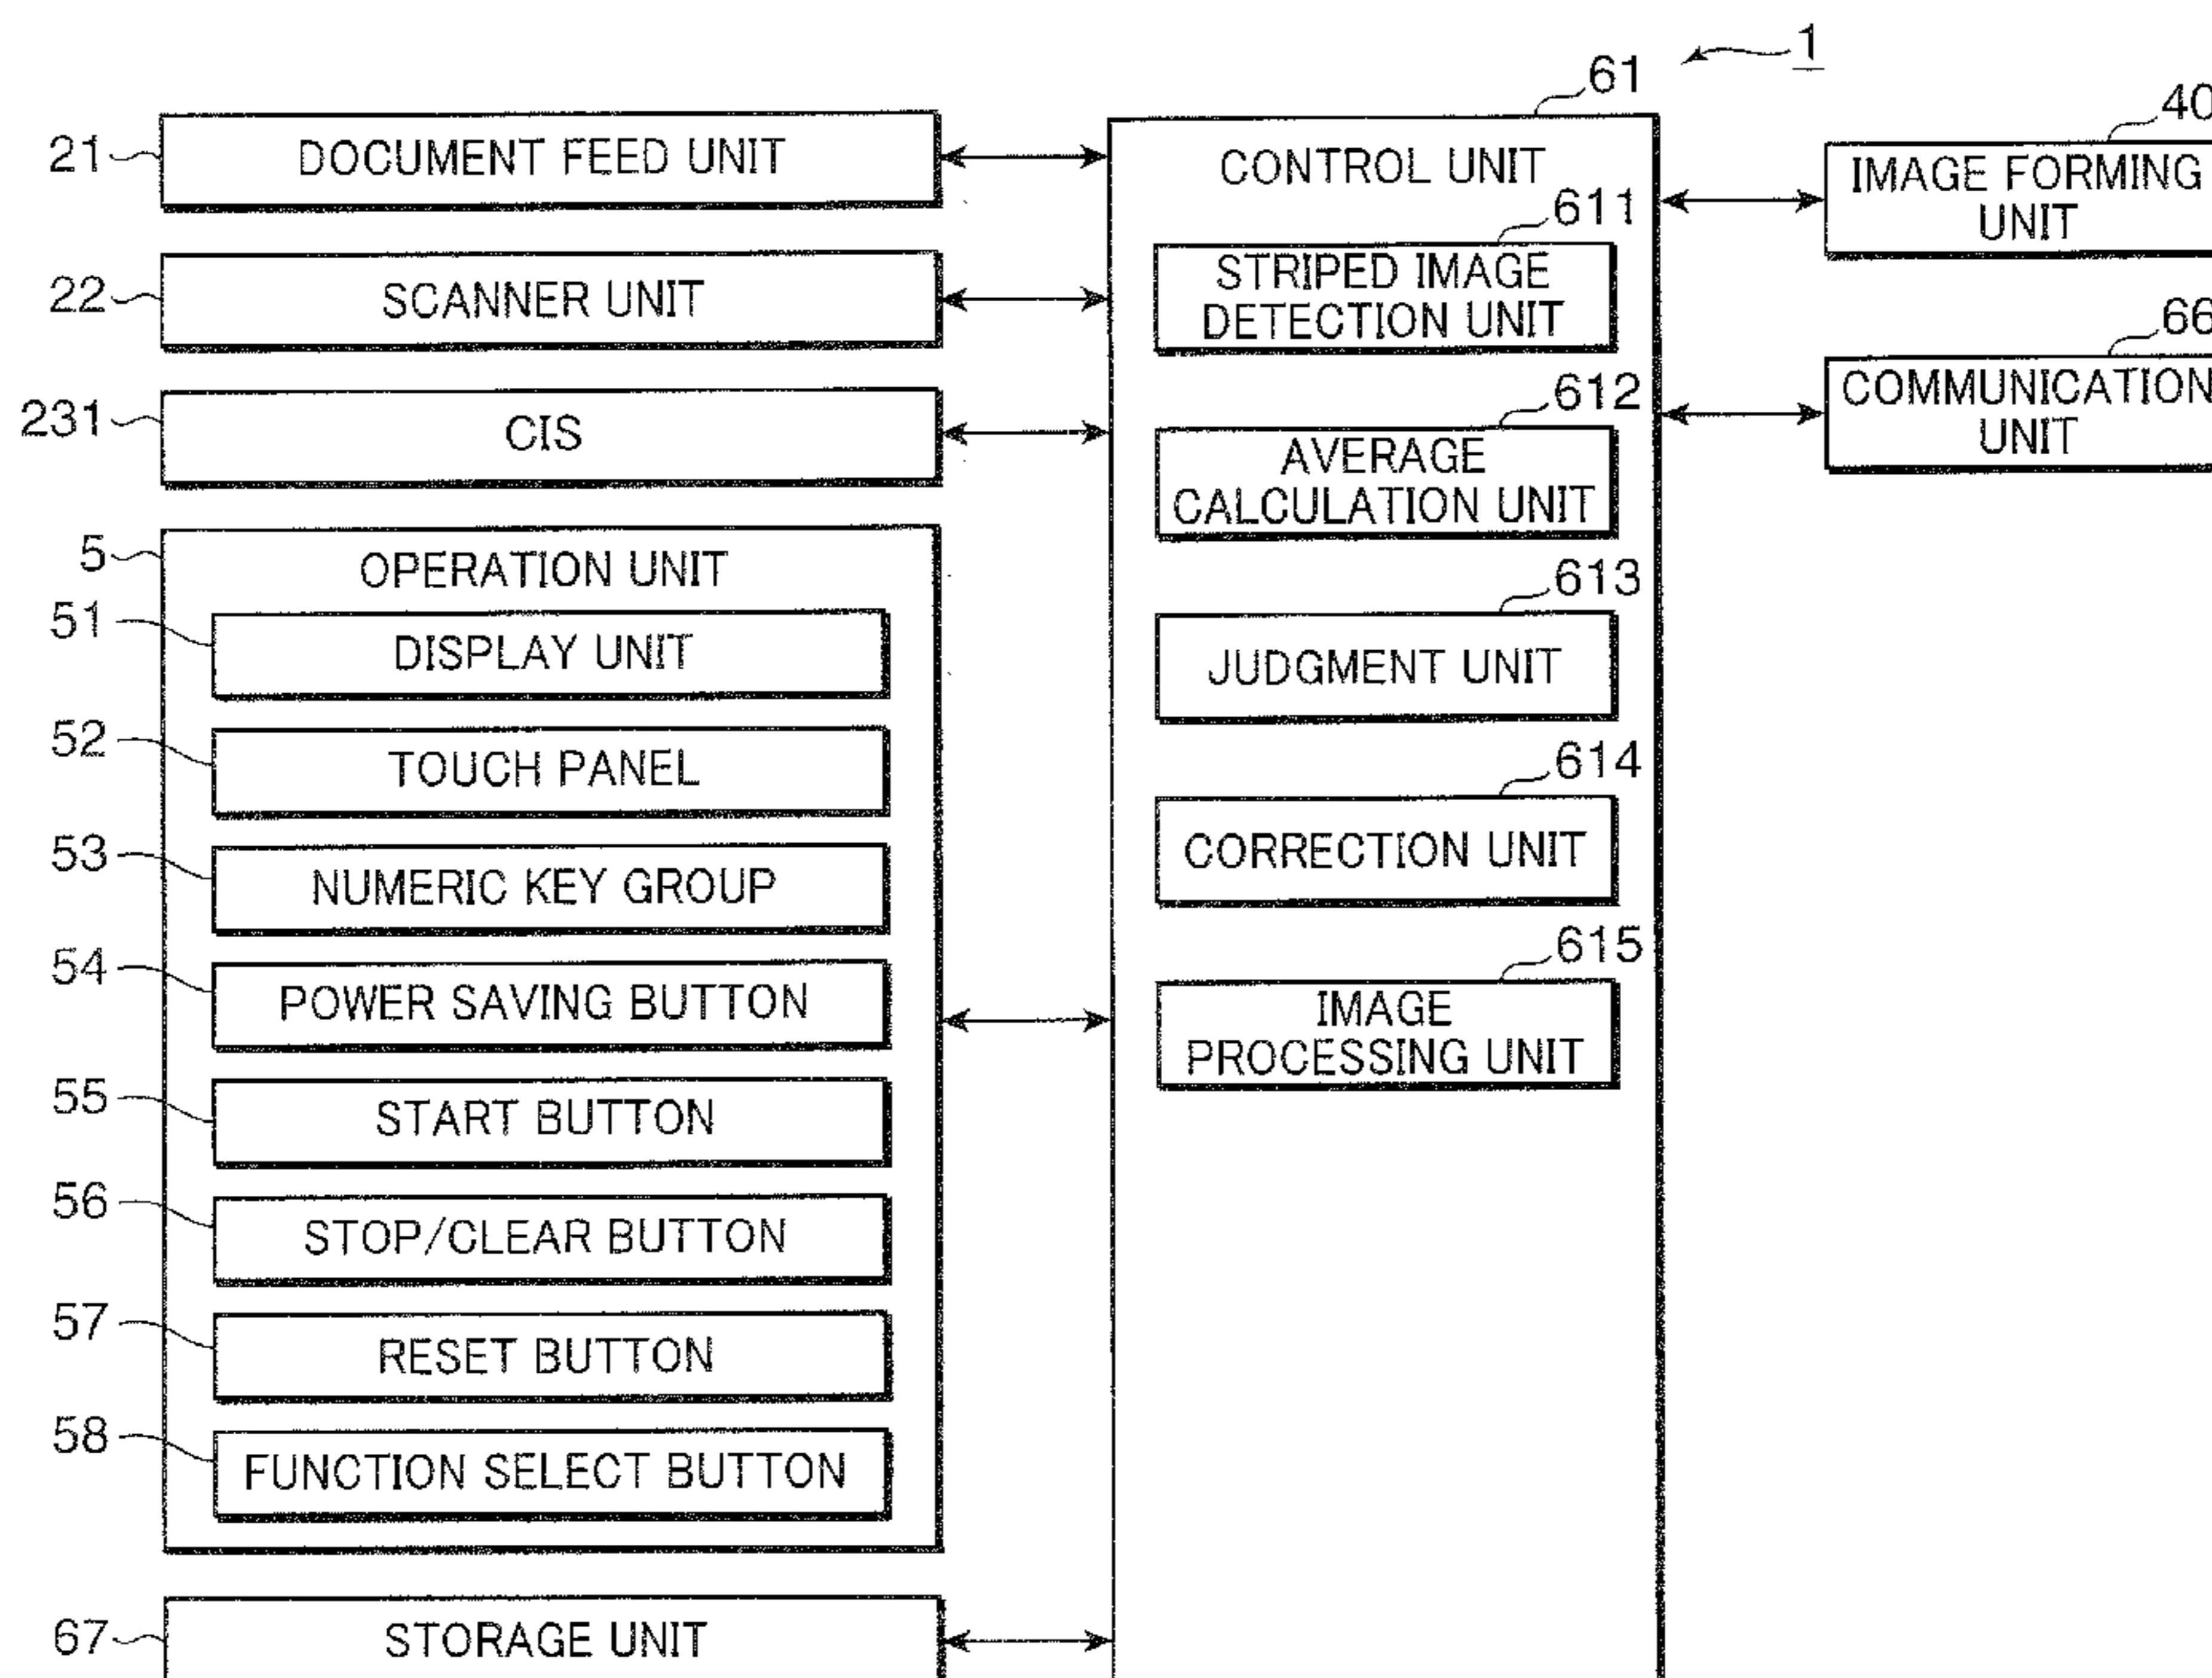 1
61
40
21
DOCUMENT FEED UNIT
CONTROL UNIT
IMAGE FORMING
UNIT
611
22
SCANNER UNIT
STRIPED IMAGE
DETECTION UNIT
66
COMMUNICATION
UNIT
231
CIS
612
AVERAGE
CALCULATION UNIT
5
OPERATION UNIT
51
DISPLAY UNIT
613
JUDGMENT UNIT
52
TOUCH PANEL
614
CORRECTION UNIT
53
NUMERIC KEY GROUP
615
IMAGE
PROCESSING UNIT
54
POWER SAVING BUTTON
55
START BUTTON
56
STOP/CLEAR BUTTON
57
RESET BUTTON
58
FUNCTION SELECT BUTTON
67
STORAGE UNIT